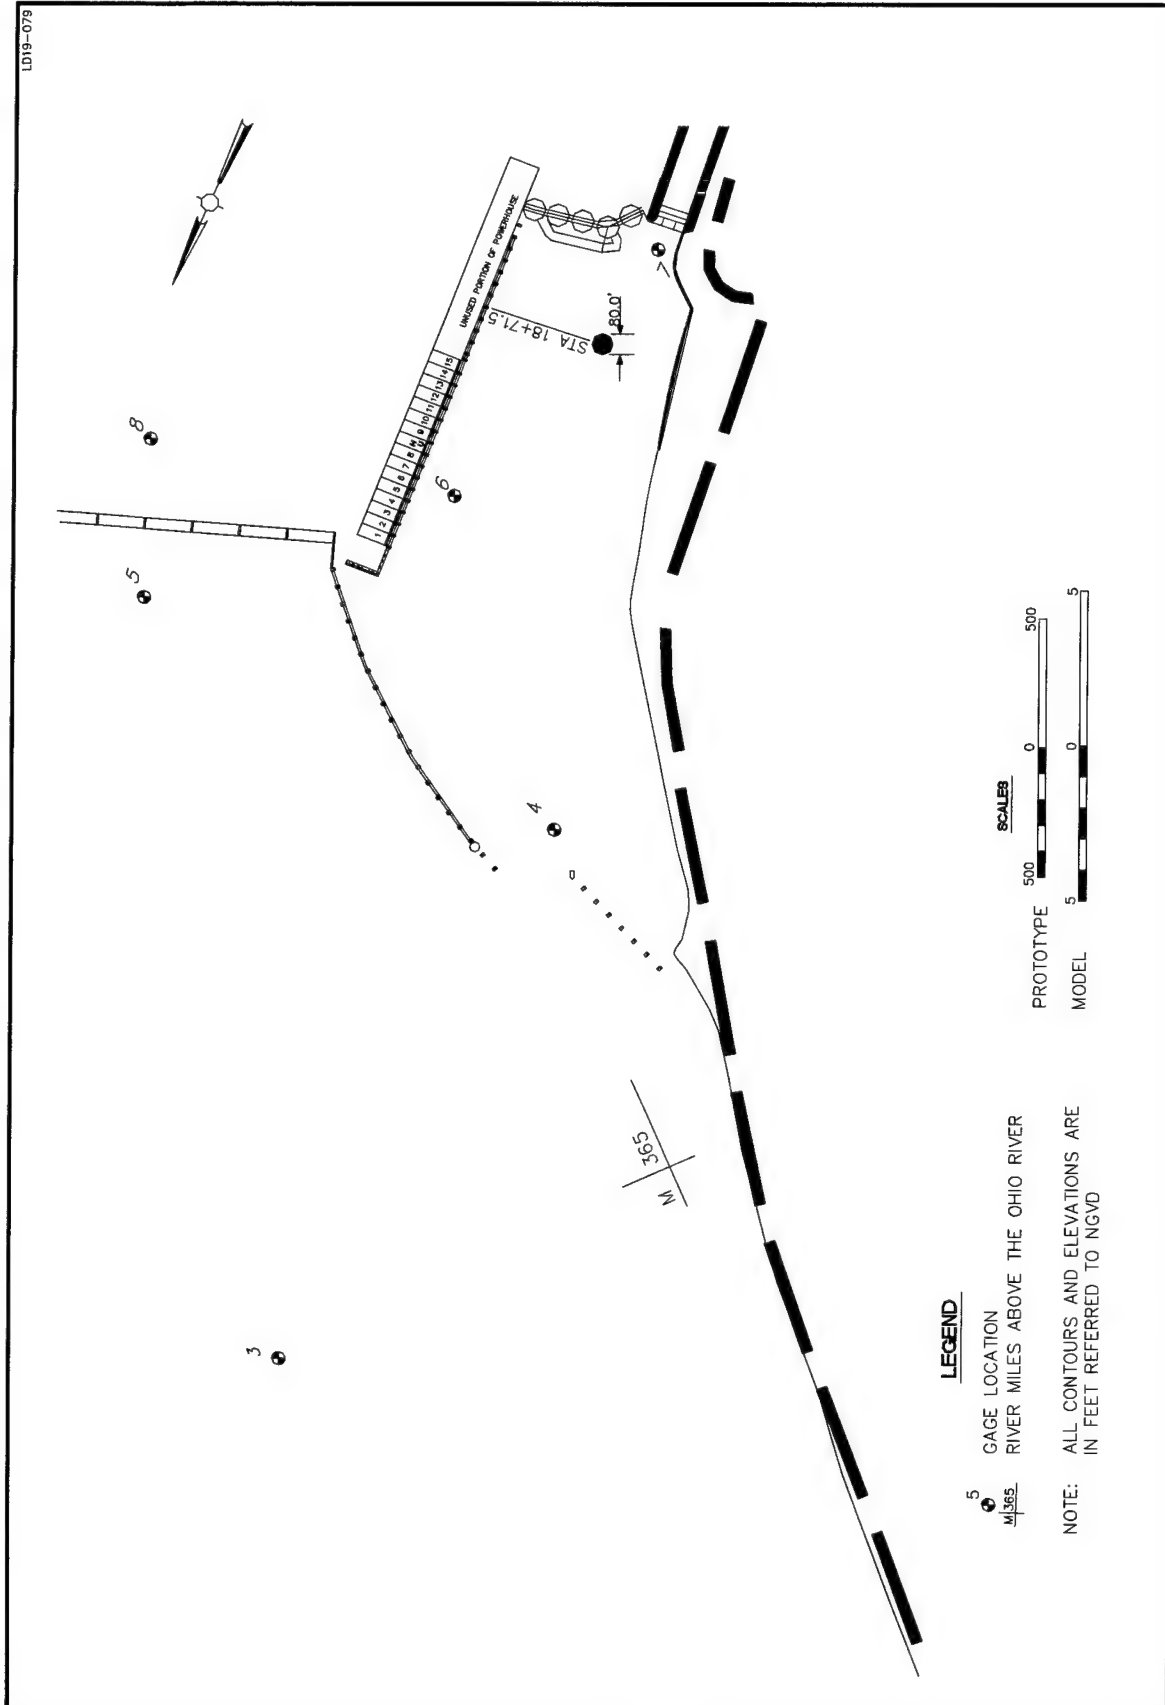 LD19-079
8
5
3
1 2 3 4 5 6 7 8 9 10 11 12 13 14 15
UNUSED PORTION OF POWERHOUSE
6
STA 18+71.5
80.0'
7
4
M 365
LEGEND
5
GAGE LOCATION
M 365
RIVER MILES ABOVE THE OHIO RIVER
NOTE: ALL CONTOURS AND ELEVATIONS ARE
IN FEET REFERRED TO NGVD
SCALES
PROTOTYPE 500 0 500
MODEL 5 0 5